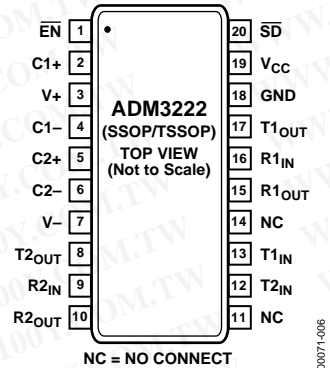 EN 1
C1+ 2
V+ 3
C1– 4
C2+ 5
C2– 6
V– 7
T2OUT 8
R2IN 9
R2OUT 10
ADM3222
(SSOP/TSSOP)
TOP VIEW
(Not to Scale)
20 SD
19 VCC
18 GND
17 T1OUT
16 R1IN
15 R1OUT
14 NC
13 T1IN
12 T2IN
11 NC
NC = NO CONNECT
00071-006